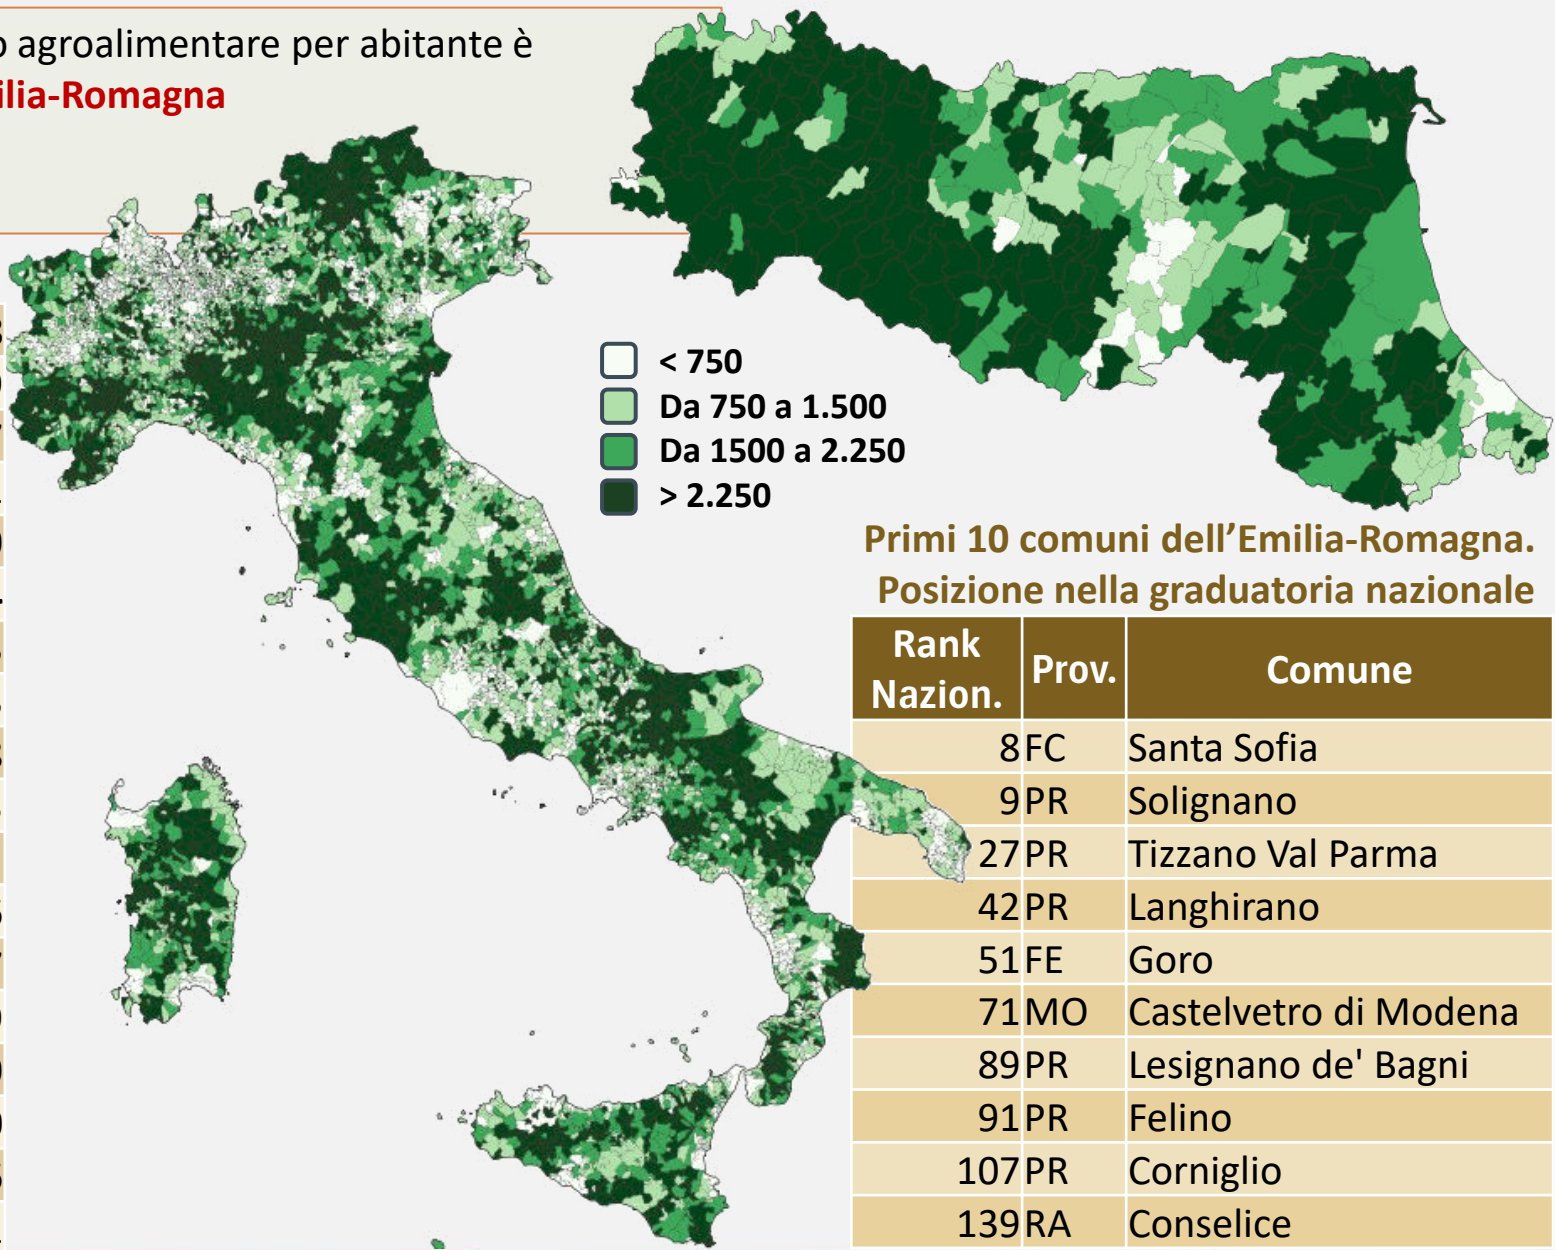 agroalimentare per abitante è
ilia-Romagna
< 750
Da 750 a 1.500
Da 1500 a 2.250
> 2.250
Primi 10 comuni dell’Emilia-Romagna.
Posizione nella graduatoria nazionale
Rank Nazion. Prov. Comune
8 FC Santa Sofia
9 PR Solignano
27 PR Tizzano Val Parma
42 PR Langhirano
51 FE Goro
71 MO Castelvetro di Modena
89 PR Lesignano de' Bagni
91 PR Felino
107 PR Corniglio
139 RA Conselice